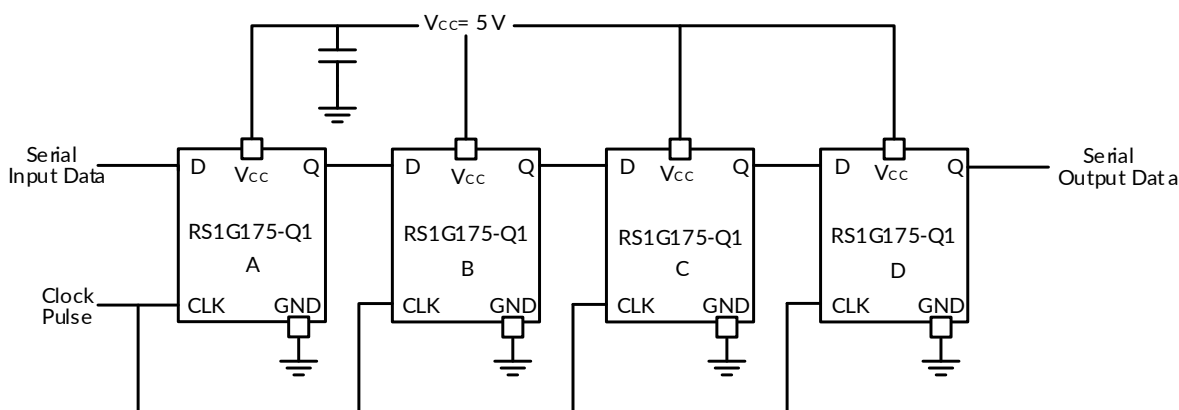 Vcc= 5 V
Serial
Input Data
D
Vcc
Q
D
Vcc
Q
D
Vcc
Q
D
Vcc
Q
Serial
Output Data
RS1G175-Q1
A
RS1G175-Q1
B
RS1G175-Q1
C
RS1G175-Q1
D
Clock
Pulse
CLK
GND
CLK
GND
CLK
GND
CLK
GND